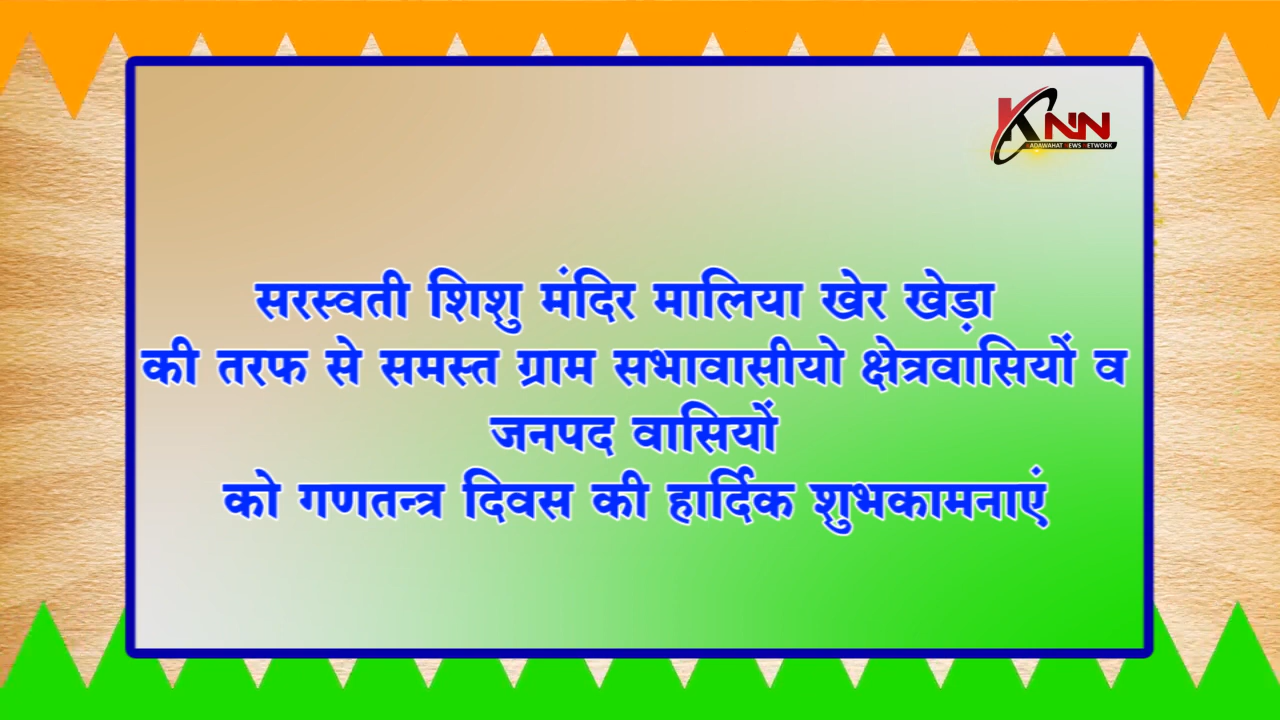 KNN
KADAWAHAT NEWS NETWORK
सरस्वती शिशु मंदिर मालिया खेर खेड़ा
की तरफ से समस्त ग्राम सभावासीयो क्षेत्रवासियों व
जनपद वासियों
को गणतन्त्र दिवस की हार्दिक शुभकामनाएं